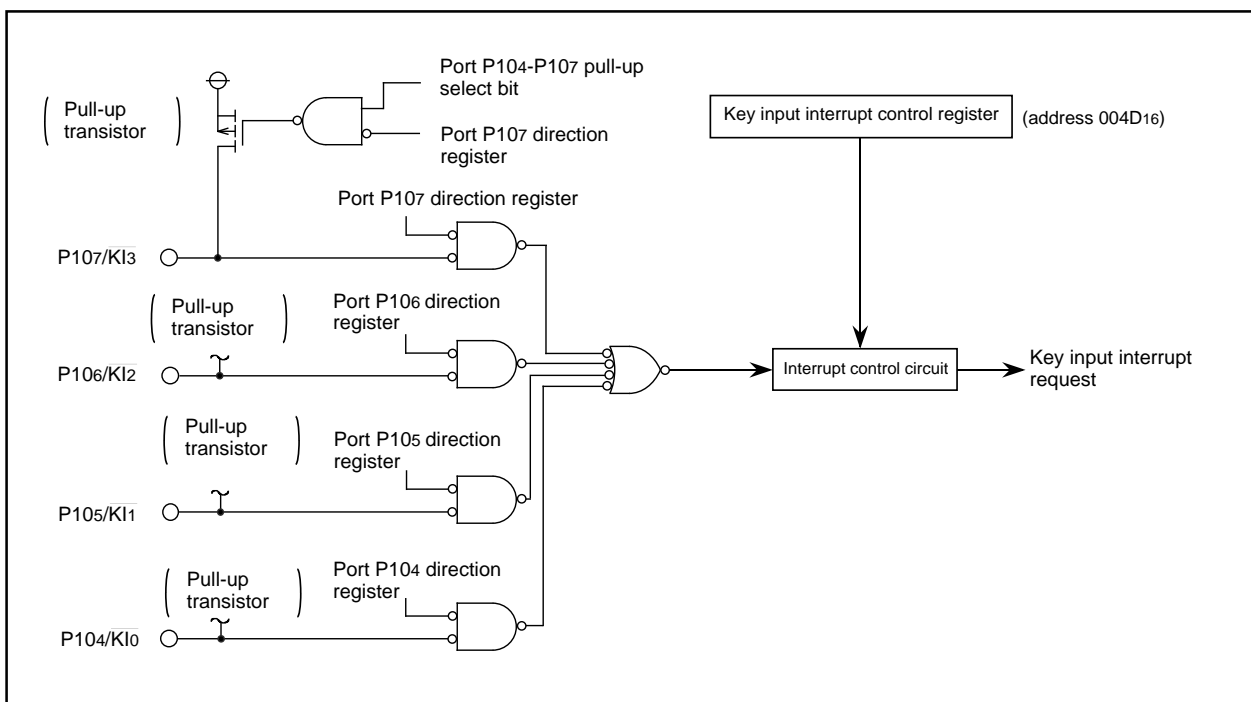 Port P104-P107 pull-up
select bit
( Pull-up
transistor )
Key input interrupt control register
(address 004D16)
Port P107 direction
register
Port P107 direction register
P107/KI3
( Pull-up
transistor )
Port P106 direction
register
P106/KI2
Interrupt control circuit
Key input interrupt
request
( Pull-up
transistor )
Port P105 direction
register
P105/KI1
( Pull-up
transistor )
Port P104 direction
register
P104/KI0